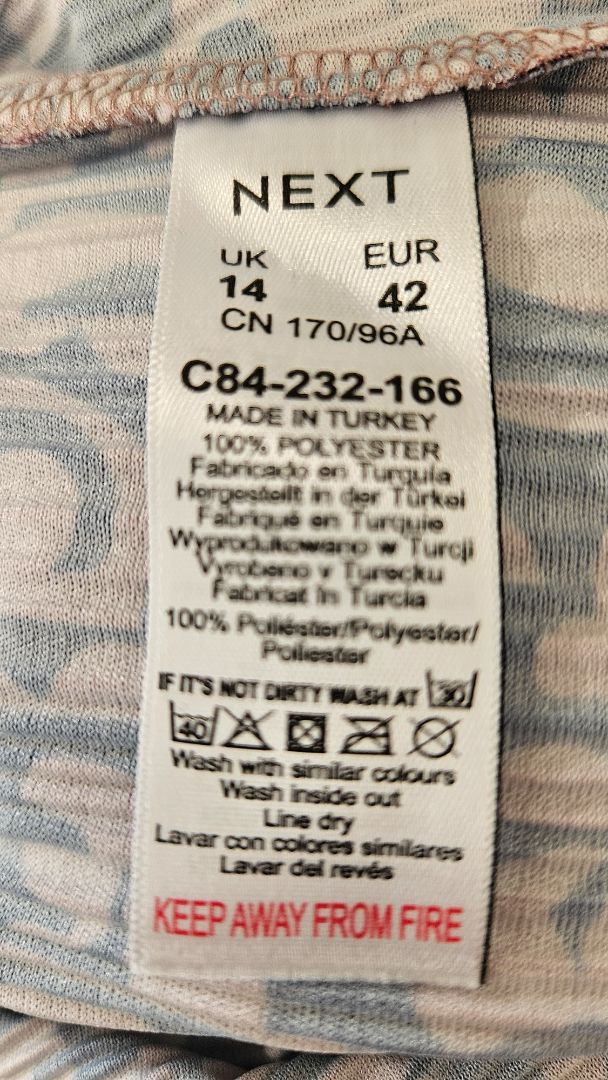 NEXT
UK EUR
14 42
CN 170/96A
C84-232-166
MADE IN TURKEY
100% POLYESTER
Fabricado en Turquía
Hergestellt in der Türkei
Fabriqué en Turquie
Wyprodukowano w Turcji
Vyrobeno v Turecku
Fabricat în Turcia
100% Poliéster/Polyester/
Poliester
IF IT'S NOT DIRTY WASH AT 30
40
Wash with similar colours
Wash inside out
Line dry
Lavar con colores similares
Lavar del revés
KEEP AWAY FROM FIRE